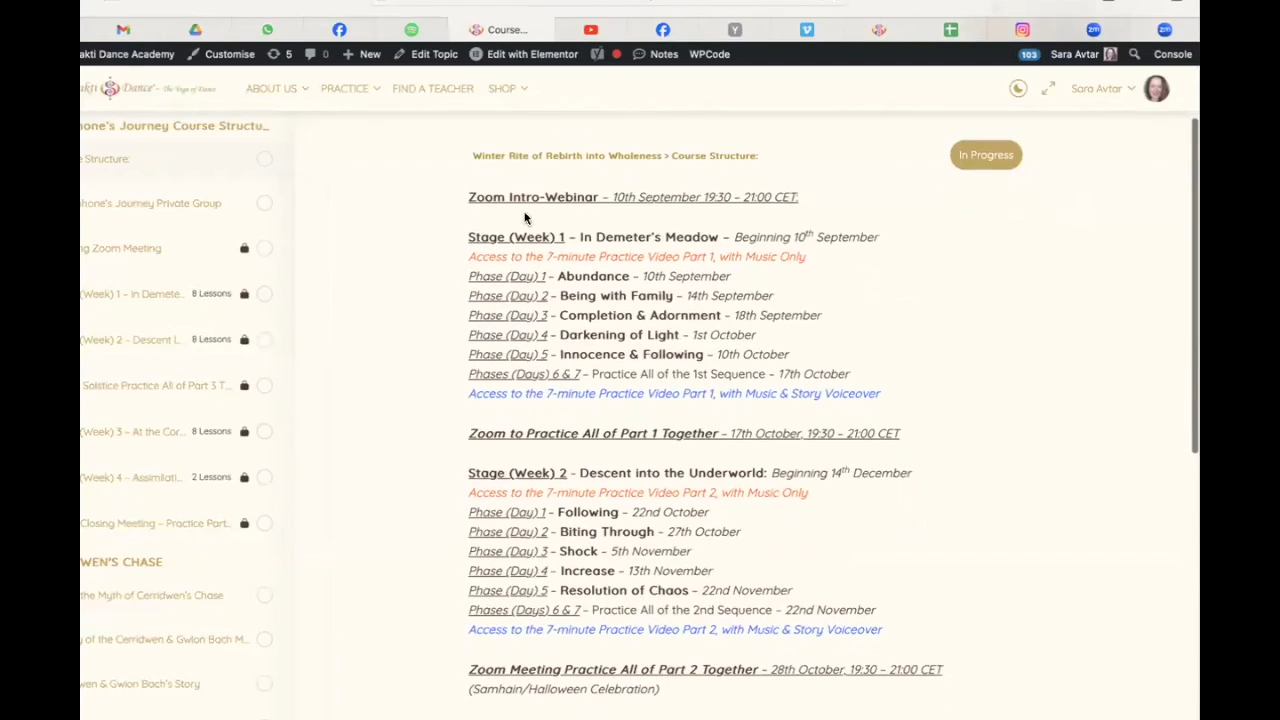 Course...
akti Dance Academy Customise 5 0 New Edit Topic Edit with Elementor Notes WPCode 103 Sara Avtar Console
akti Dance - The Yoga of Dance ABOUT US PRACTICE FIND A TEACHER SHOP Sara Avtar
hone's Journey Course Structu...
e Structure:
phone's Journey Private Group
ng Zoom Meeting
(Week) 1 – In Demete... 8 Lessons
(Week) 2 – Descent I... 8 Lessons
Solstice Practice All of Part 3 T...
(Week) 3 – At the Cor... 8 Lessons
(Week) 4 – Assimilati... 2 Lessons
Closing Meeting – Practice Part...
WEN'S CHASE
the Myth of Cerridwen's Chase
y of the Cerridwen & Gwion Bach M...
wen & Gwion Bach's Story
Winter Rite of Rebirth into Wholeness > Course Structure:
In Progress
Zoom Intro-Webinar – 10th September 19:30 – 21:00 CET.
Stage (Week) 1 – In Demeter's Meadow – Beginning 10th September
Access to the 7-minute Practice Video Part 1, with Music Only
Phase (Day) 1 – Abundance – 10th September
Phase (Day) 2 – Being with Family – 14th September
Phase (Day) 3 – Completion & Adornment – 18th September
Phase (Day) 4 – Darkening of Light – 1st October
Phase (Day) 5 – Innocence & Following – 10th October
Phases (Days) 6 & 7 – Practice All of the 1st Sequence – 17th October
Access to the 7-minute Practice Video Part 1, with Music & Story Voiceover
Zoom to Practice All of Part 1 Together – 17th October, 19:30 – 21:00 CET
Stage (Week) 2 - Descent into the Underworld: Beginning 14th December
Access to the 7-minute Practice Video Part 2, with Music Only
Phase (Day) 1 – Following – 22nd October
Phase (Day) 2 – Biting Through – 27th October
Phase (Day) 3 – Shock – 5th November
Phase (Day) 4 – Increase – 13th November
Phase (Day) 5 – Resolution of Chaos – 22nd November
Phases (Days) 6 & 7 – Practice All of the 2nd Sequence – 22nd November
Access to the 7-minute Practice Video Part 2, with Music & Story Voiceover
Zoom Meeting Practice All of Part 2 Together – 28th October, 19:30 – 21:00 CET
(Samhain/Halloween Celebration)